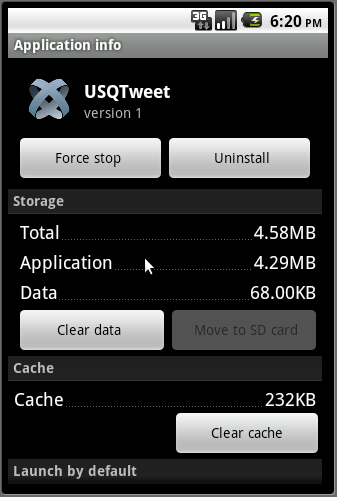 3G 6:20 PM
Application info
USQTweet
version 1
Force stop Uninstall
Storage
Total 4.58MB
Application 4.29MB
Data 68.00KB
Clear data Move to SD card
Cache
Cache 232KB
Clear cache
Launch by default